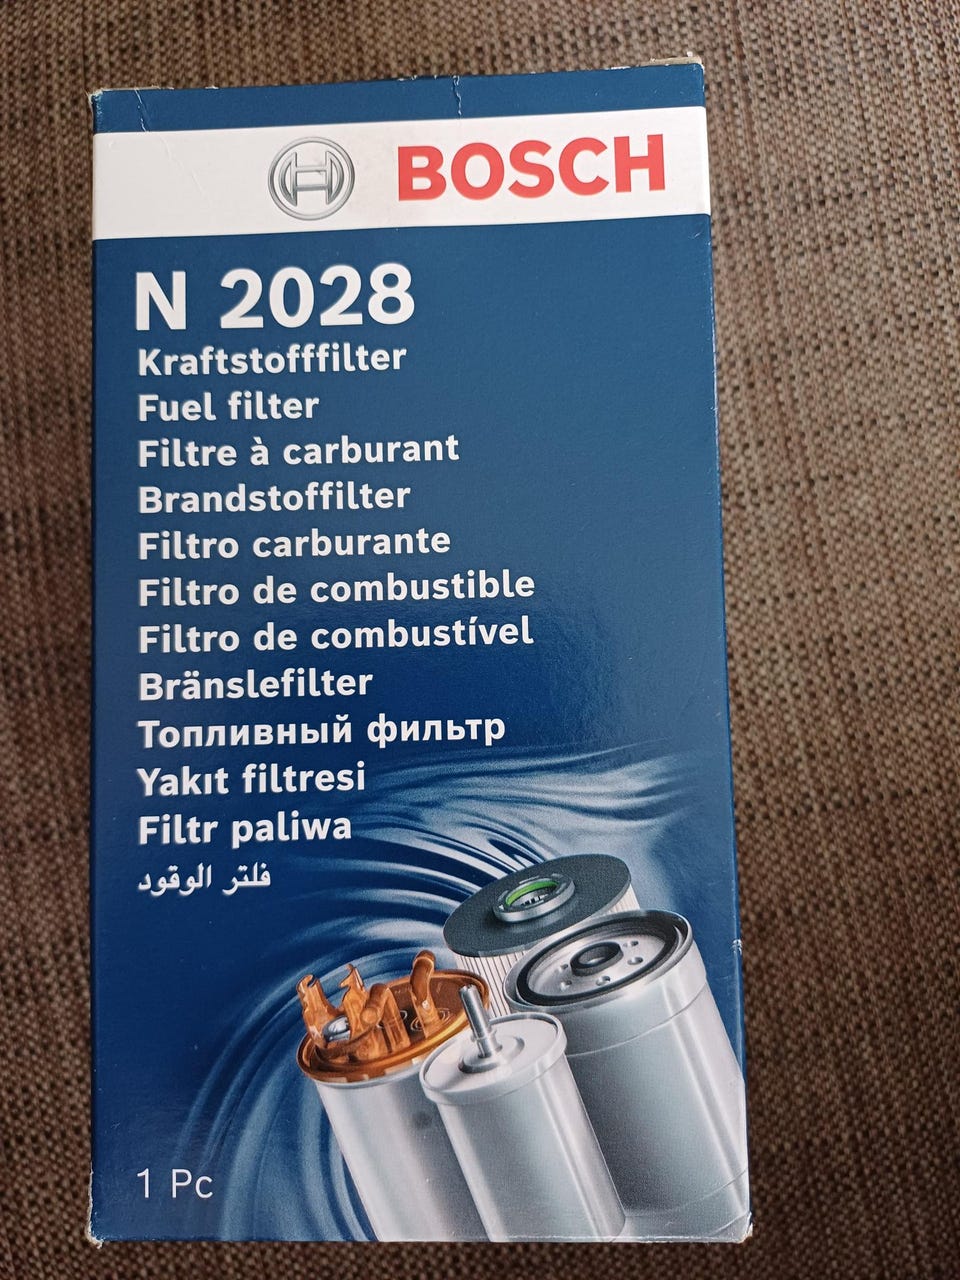 BOSCH
N 2028
Kraftstofffilter
Fuel filter
Filtre à carburant
Brandstoffilter
Filtro carburante
Filtro de combustible
Filtro de combustível
Bränslefilter
Топливный фильтр
Yakıt filtresi
Filtr paliwa
فلتر الوقود
1 Pc